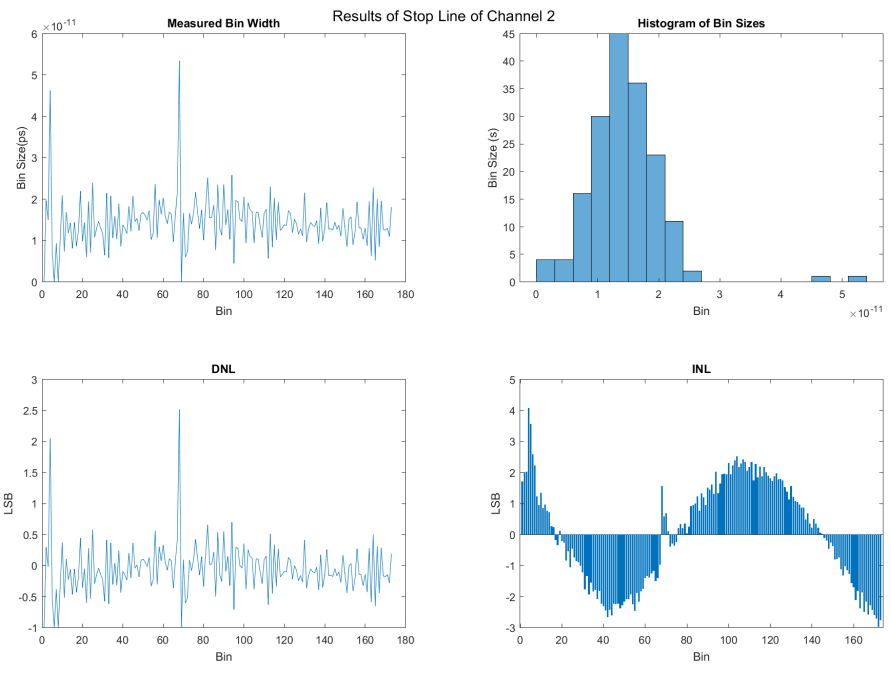 Results of Stop Line of Channel 2
Measured Bin Width
×10⁻¹¹
6
5
4
3
2
1
0
Bin Size(ps)
0 20 40 60 80 100 120 140 160 180
Bin
Histogram of Bin Sizes
45
40
35
30
25
20
15
10
5
0
Bin Size (s)
0 1 2 3 4 5
Bin
×10⁻¹¹
DNL
3
2.5
2
1.5
1
0.5
0
-0.5
-1
LSB
0 20 40 60 80 100 120 140 160 180
Bin
INL
5
4
3
2
1
0
-1
-2
-3
LSB
0 20 40 60 80 100 120 140 160
Bin